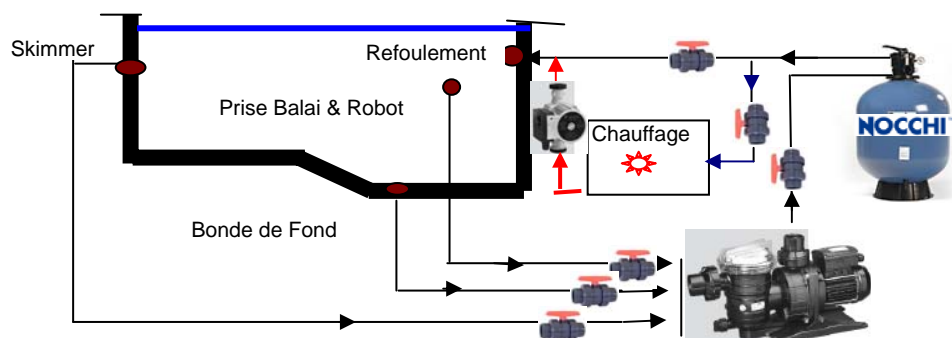 Skimmer
Refoulement
Prise Balai & Robot
Chauffage
NOCCHI
Bonde de Fond